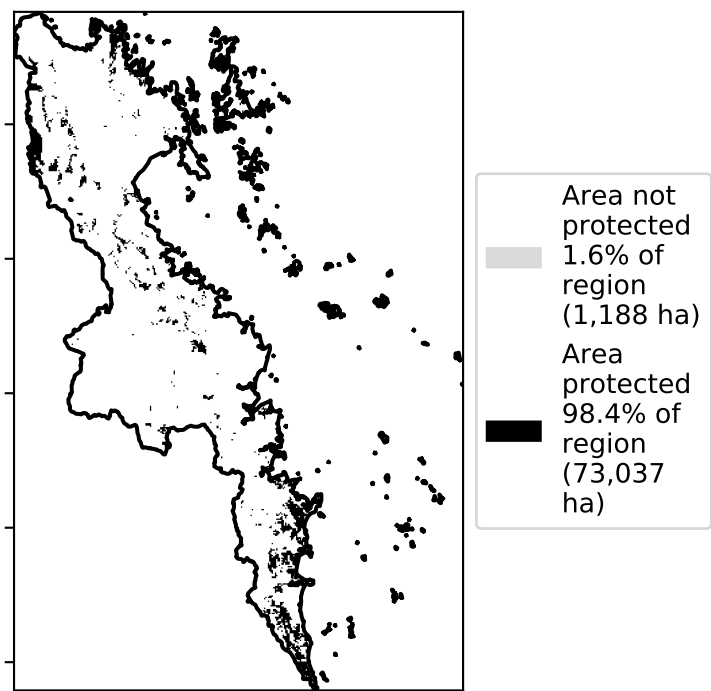 Area not
protected
1.6% of
region
(1,188 ha)
Area
protected
98.4% of
region
(73,037
ha)